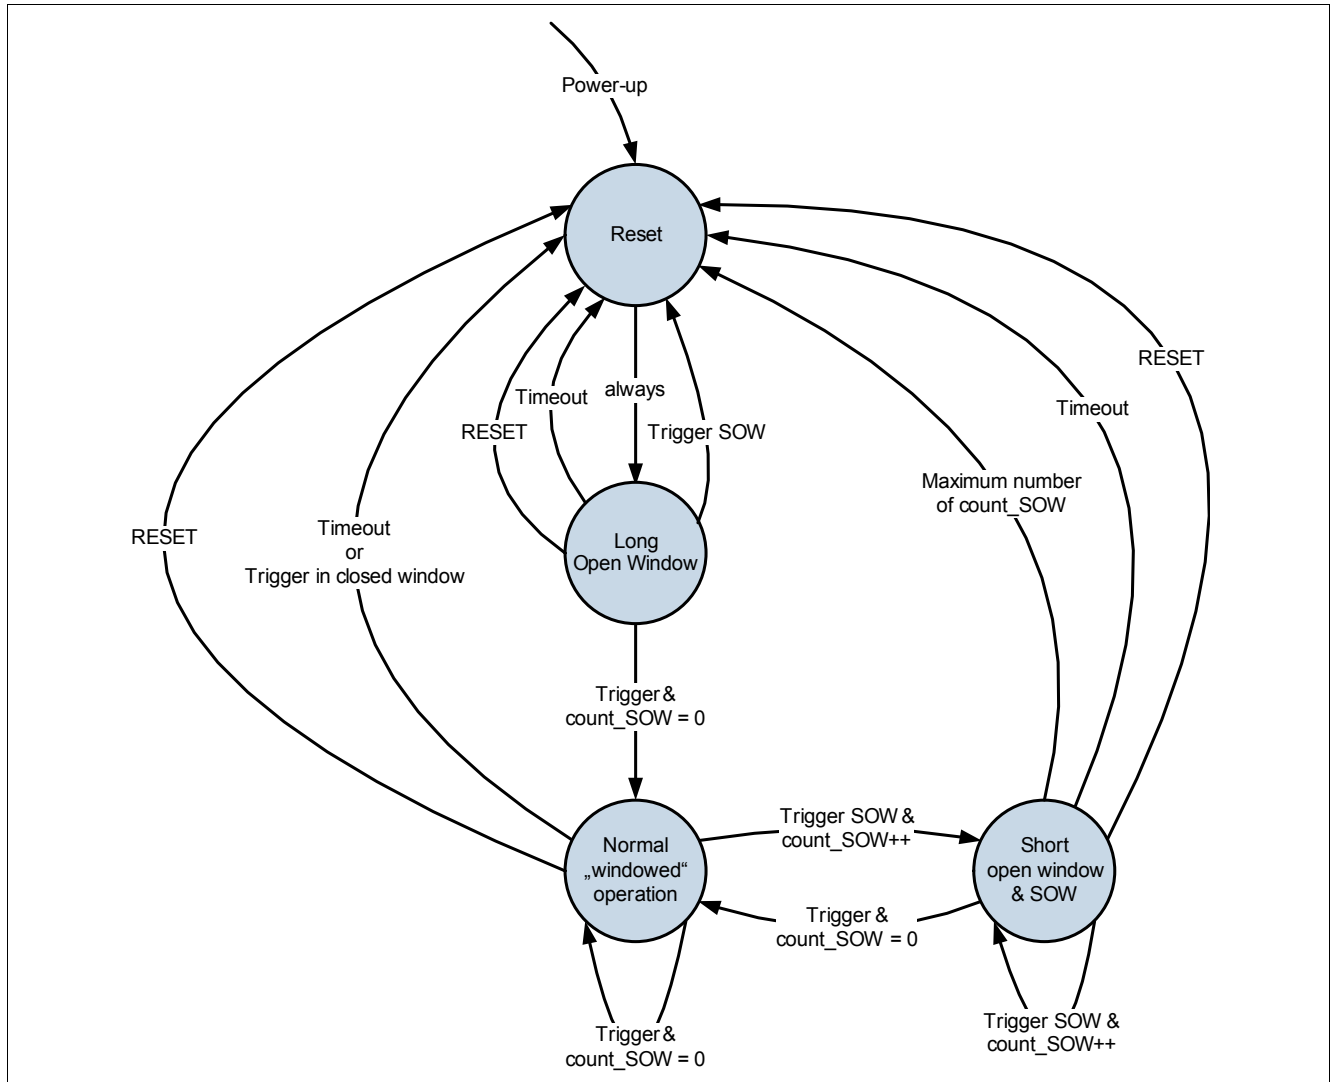 Power-up
Reset
RESET
Timeout
always
Timeout
RESET
Trigger SOW
Maximum number
of count_SOW
Timeout
or
Trigger in closed window
RESET
Long
Open Window
Trigger &
count_SOW = 0
Trigger SOW &
count_SOW++
Normal
„windowed“
operation
Short
open window
& SOW
Trigger &
count_SOW = 0
Trigger &
count_SOW = 0
Trigger SOW &
count_SOW++